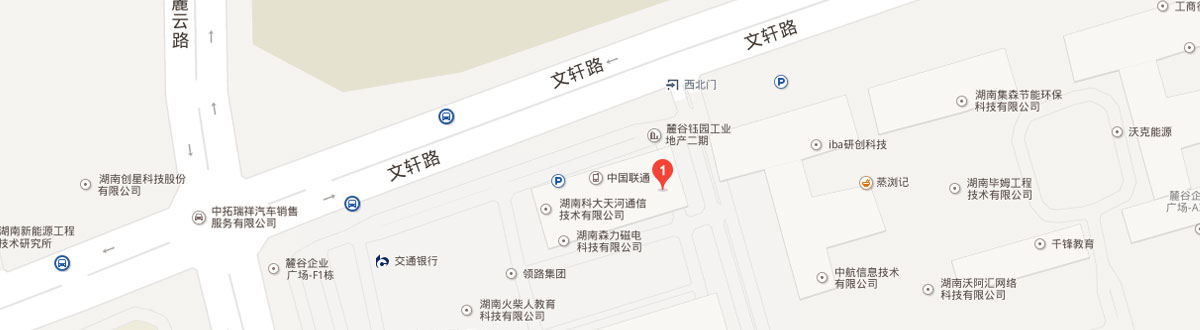 麓云路
文轩路
文轩路
文轩路
工商
西北门
P
湖南集森节能环保
科技有限公司
麓谷钰园工业
地产二期
沃克能源
iba研创科技
1
中国联通
P
湖南创星科技股份
有限公司
蒸浏记
湖南毕姆工程
技术有限公司
麓谷企
广场-A
湖南科大天河通信
技术有限公司
中拓瑞祥汽车销售
服务有限公司
湖南新能源工程
技术研究所
湖南森力磁电
科技有限公司
千锋教育
麓谷企业
广场-F1栋
交通银行
领路集团
中航信息技术
有限公司
湖南沃阿汇网络
科技有限公司
湖南火柴人教育
科技有限公司